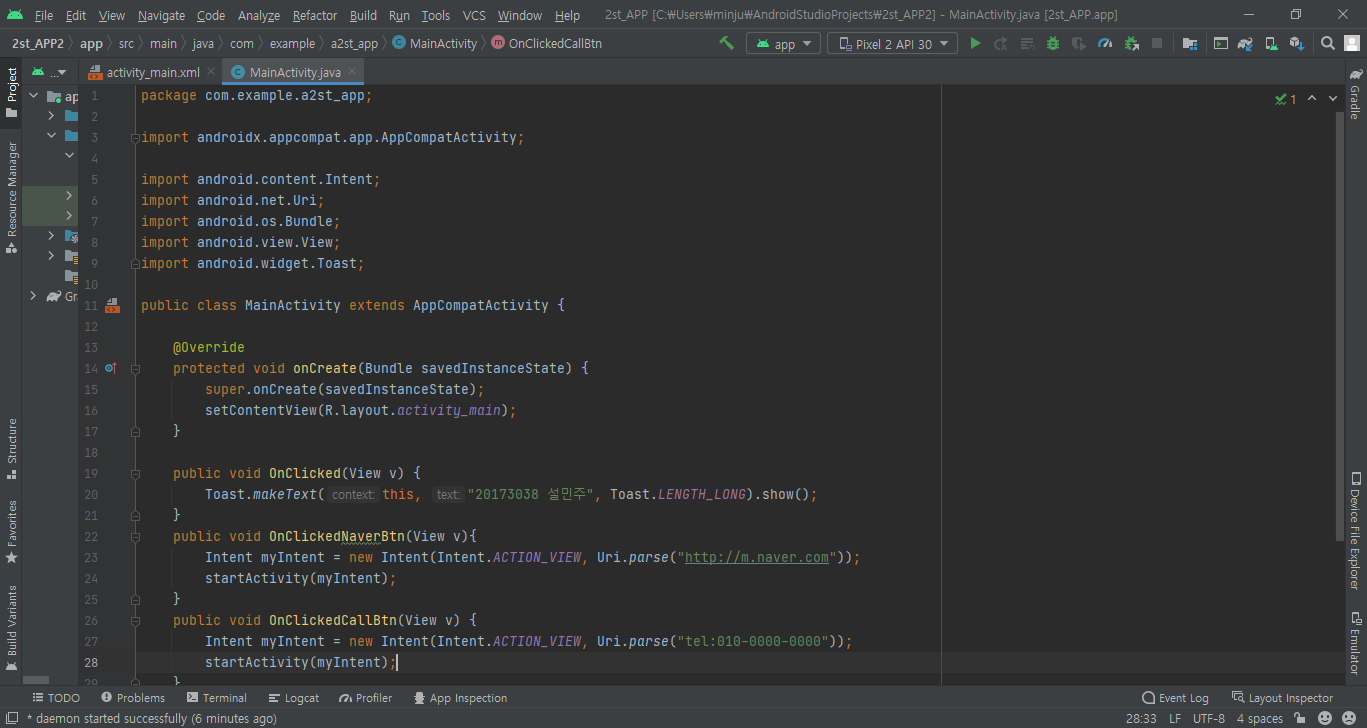 File Edit View Navigate Code Analyze Refactor Build Run Tools VCS Window Help 2st_APP [C:₩Users₩minju₩AndroidStudioProjects₩2st_APP2] - MainActivity.java [2st_APP.app]
2st_APP2 app src main java com example a2st_app MainActivity OnClickedCallBtn app Pixel 2 API 30
...
activity_main.xml MainActivity.java
Project
Resource Manager
Structure
Favorites
Build Variants
ap
Gr
1 package com.example.a2st_app;
2
3 import androidx.appcompat.app.AppCompatActivity;
4
5 import android.content.Intent;
6 import android.net.Uri;
7 import android.os.Bundle;
8 import android.view.View;
9 import android.widget.Toast;
10
11 public class MainActivity extends AppCompatActivity {
12
13 @Override
14 protected void onCreate(Bundle savedInstanceState) {
15 super.onCreate(savedInstanceState);
16 setContentView(R.layout.activity_main);
17 }
18
19 public void OnClicked(View v) {
20 Toast.makeText( context: this, text: "20173038 설민주", Toast.LENGTH_LONG).show();
21 }
22 public void OnClickedNaverBtn(View v){
23 Intent myIntent = new Intent(Intent.ACTION_VIEW, Uri.parse("http://m.naver.com"));
24 startActivity(myIntent);
25 }
26 public void OnClickedCallBtn(View v) {
27 Intent myIntent = new Intent(Intent.ACTION_VIEW, Uri.parse("tel:010-0000-0000"));
28 startActivity(myIntent);
29 }
1
Gradle
Device File Explorer
Emulator
TODO Problems Terminal Logcat Profiler App Inspection Event Log Layout Inspector
* daemon started successfully (6 minutes ago) 28:33 LF UTF-8 4 spaces